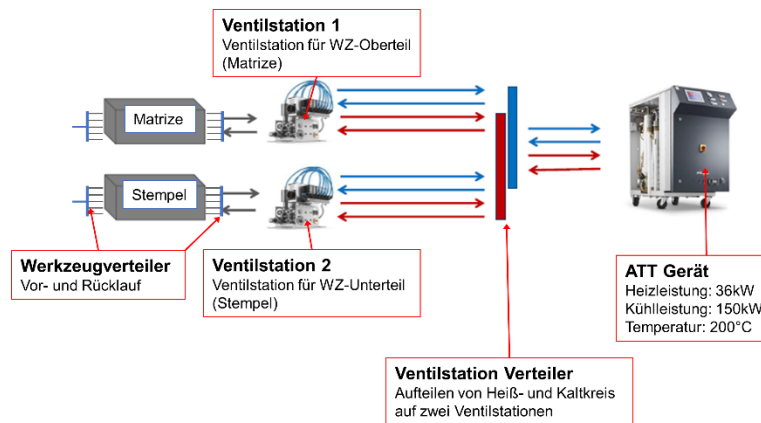 Ventilstation 1
Ventilstation für WZ-Oberteil
(Matrize)
Matrize
Stempel
Werkzeugverteiler
Vor- und Rücklauf
Ventilstation 2
Ventilstation für WZ-Unterteil
(Stempel)
ATT Gerät
Heizleistung: 36kW
Kühlleistung: 150kW
Temperatur: 200°C
Ventilstation Verteiler
Aufteilen von Heiß- und Kaltkreis
auf zwei Ventilstationen